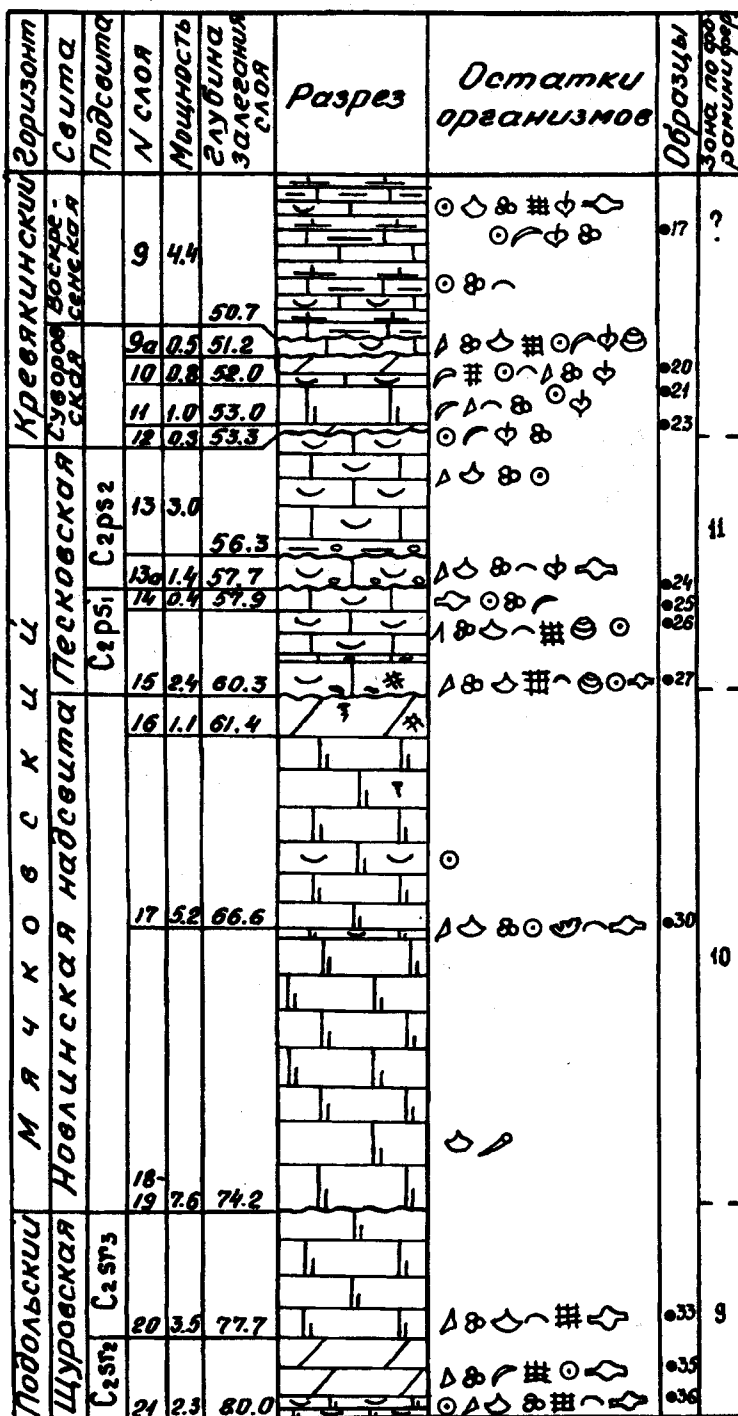 Горизонт
Свита
Подсвита
N слоя
Мощность
Глубина залегания слоя
Разрез
Остатки организмов
Образцы
Зона по фораминифер
Кревякинский
Воскресенская
9 4.4 50.7
17
?
Суворовская
9а 0.5 51.2
10 0.8 52.0
20
11 1.0 53.0
21
12 0.3 53.3
23
Мячковский
Песковская
C2ps2
13 3.0 56.3
11
13а 1.4 57.7
24
C2ps1
14 0.4 57.9
25
26
15 2.4 60.3
27
Новлинская надсвита
16 1.1 61.4
17 5.2 66.6
30
10
18-
19 7.6 74.2
Подольский
Щуровская
C2sr3
20 3.5 77.7
33
9
C2sr2
35
21 2.3 80.0
36